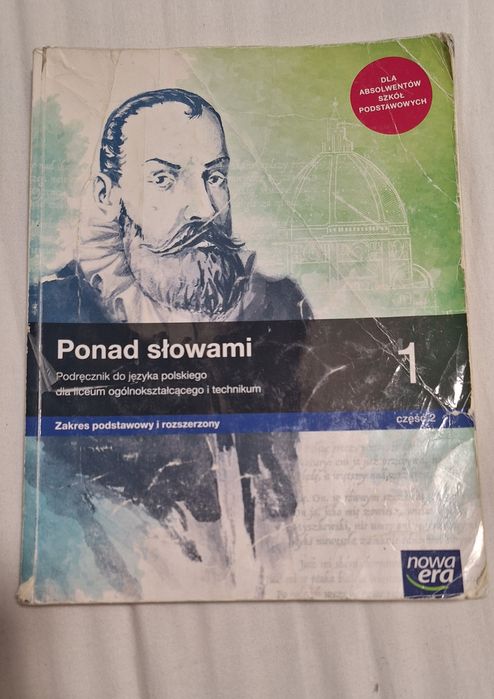 DLA
ABSOLWENTÓW
SZKÓŁ
PODSTAWOWYCH
Ponad słowami
1
Podręcznik do języka polskiego
dla liceum ogólnokształcącego i technikum
Zakres podstawowy i rozszerzony
część 2
nowa
era